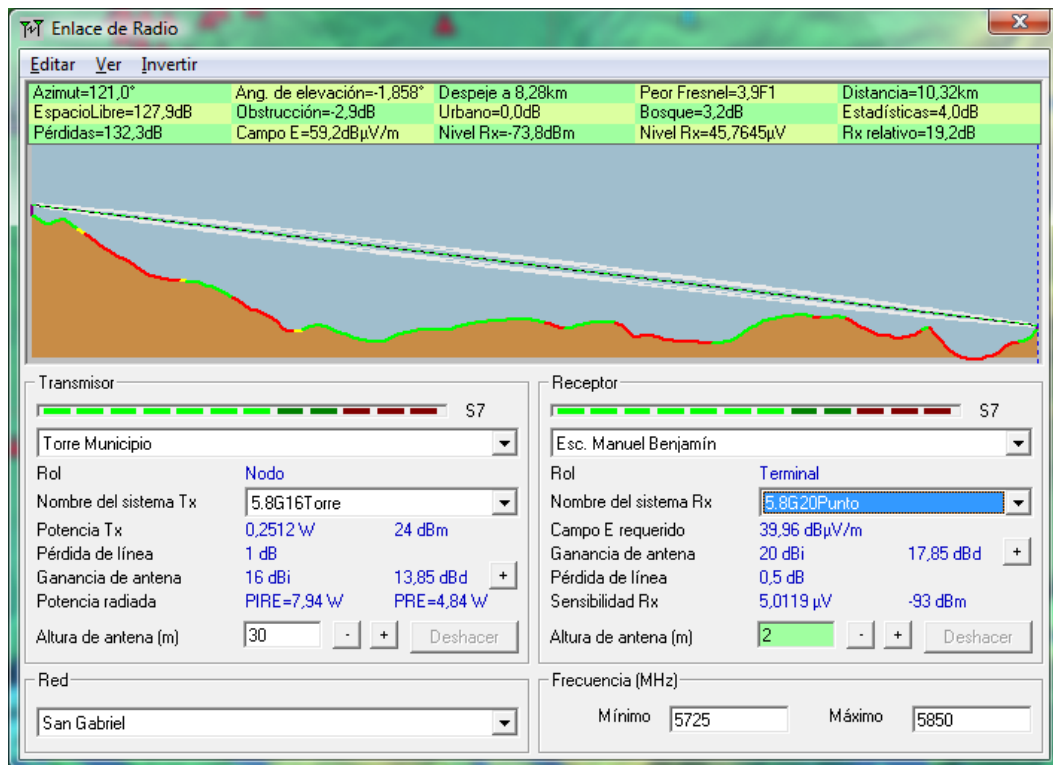 Enlace de Radio
Editar Ver Invertir
Azimut=121,0° Ang. de elevación=-1,858° Despeje a 8,28km Peor Fresnel=3,9F1 Distancia=10,32km
EspacioLibre=127,9dB Obstrucción=-2,9dB Urbano=0,0dB Bosque=3,2dB Estadísticas=4,0dB
Pérdidas=132,3dB Campo E=59,2dBµV/m Nivel Rx=-73,8dBm Nivel Rx=45,7645µV Rx relativo=19,2dB
Transmisor
S7
Torre Municipio
Rol Nodo
Nombre del sistema Tx 5.8G16Torre
Potencia Tx 0,2512 W 24 dBm
Pérdida de línea 1 dB
Ganancia de antena 16 dBi 13,85 dBd +
Potencia radiada PIRE=7,94 W PRE=4,84 W
Altura de antena (m) 30 - + Deshacer
Receptor
S7
Esc. Manuel Benjamín
Rol Terminal
Nombre del sistema Rx 5.8G20Punto
Campo E requerido 39,96 dBµV/m
Ganancia de antena 20 dBi 17,85 dBd +
Pérdida de línea 0,5 dB
Sensibilidad Rx 5,0119 µV -93 dBm
Altura de antena (m) 2 - + Deshacer
Red
San Gabriel
Frecuencia (MHz)
Mínimo 5725 Máximo 5850